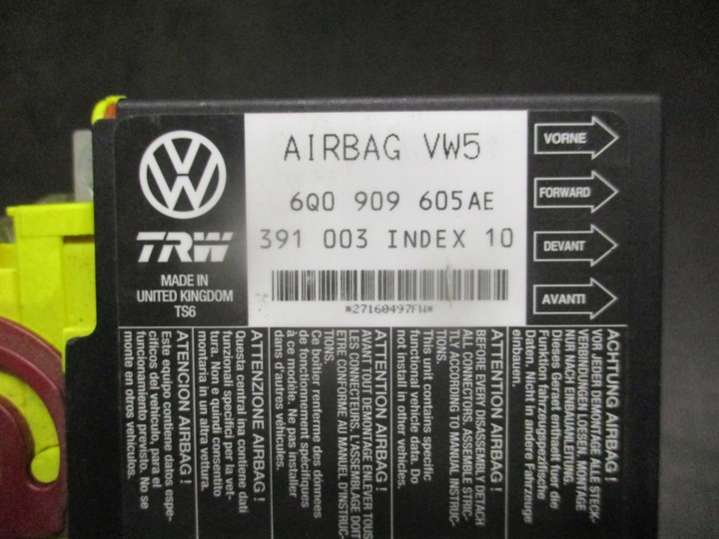 AIRBAG VW5
6Q0 909 605AE
391 003 INDEX 10
TRW
MADE IN
UNITED KINGDOM
TS6
VORNE
FORWARD
DEVANT
AVANTI
ATENCION AIRBAG !
Este equipo contiene datos espe-
cíficos del vehículo, para el
funcionamiento previsto. No se
monte en otros vehículos.
ATTENZIONE AIRBAG !
Questa central ina contiene dati
funzionali specifici per la vet-
tura. Non e quindi consentito
montaria in un altra vettura.
ATTENTION AIRBAG !
AVANT TOUT DEMONTAGE ENLEVER TOUS
LES CONNECTEURS. L'ASSEMBLAGE DOIT
ETRE CONFORME AU MANUEL D'INSTRUC-
TIONS.
Ce boîtier renferme des données
de fonctionnement spécifiques
à ce modèle. Ne pas installer
dans d'autres véhicules.
ATTENTION AIRBAG !
BEFORE EVERY DISASSEMBLY DETACH
ALL CONNECTORS. ASSEMBLE STRIC-
TLY ACCORDING TO MANUAL INSTRUC-
TIONS.
This unit contains specific
functional vehicle data. Do
not install in other vehicles.
ACHTUNG AIRBAG !
VOR JEDER DEMONTAGE ALLE STECK-
VERBINDUNGEN LOESEN. MONTAGE
NUR NACH EINBAUANLEITUNG.
Dieses Geraet enthaelt fuer die
Funktion fahrzeugspezifische
Daten. Nicht in andere Fahrzeuge
einbauen.